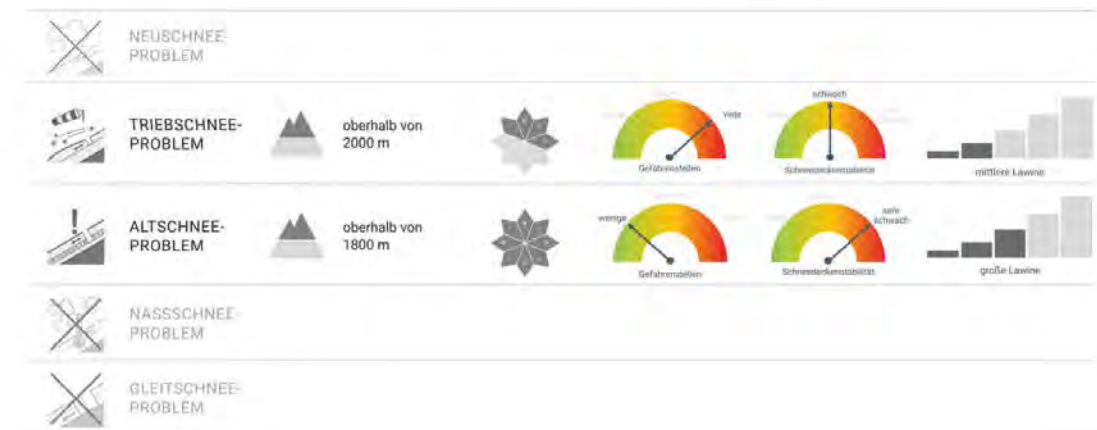 NEUSCHNEE-
PROBLEM
TRIEBSCHNEE-
PROBLEM
oberhalb von
2000 m
viele
Gefahrenstellen
schwach
Schneedeckenstabilität
mittlere Lawine
ALTSCHNEE-
PROBLEM
oberhalb von
1800 m
wenige
Gefahrenstellen
sehr
schwach
Schneedeckenstabilität
große Lawine
NASSSCHNEE-
PROBLEM
GLEITSCHNEE-
PROBLEM